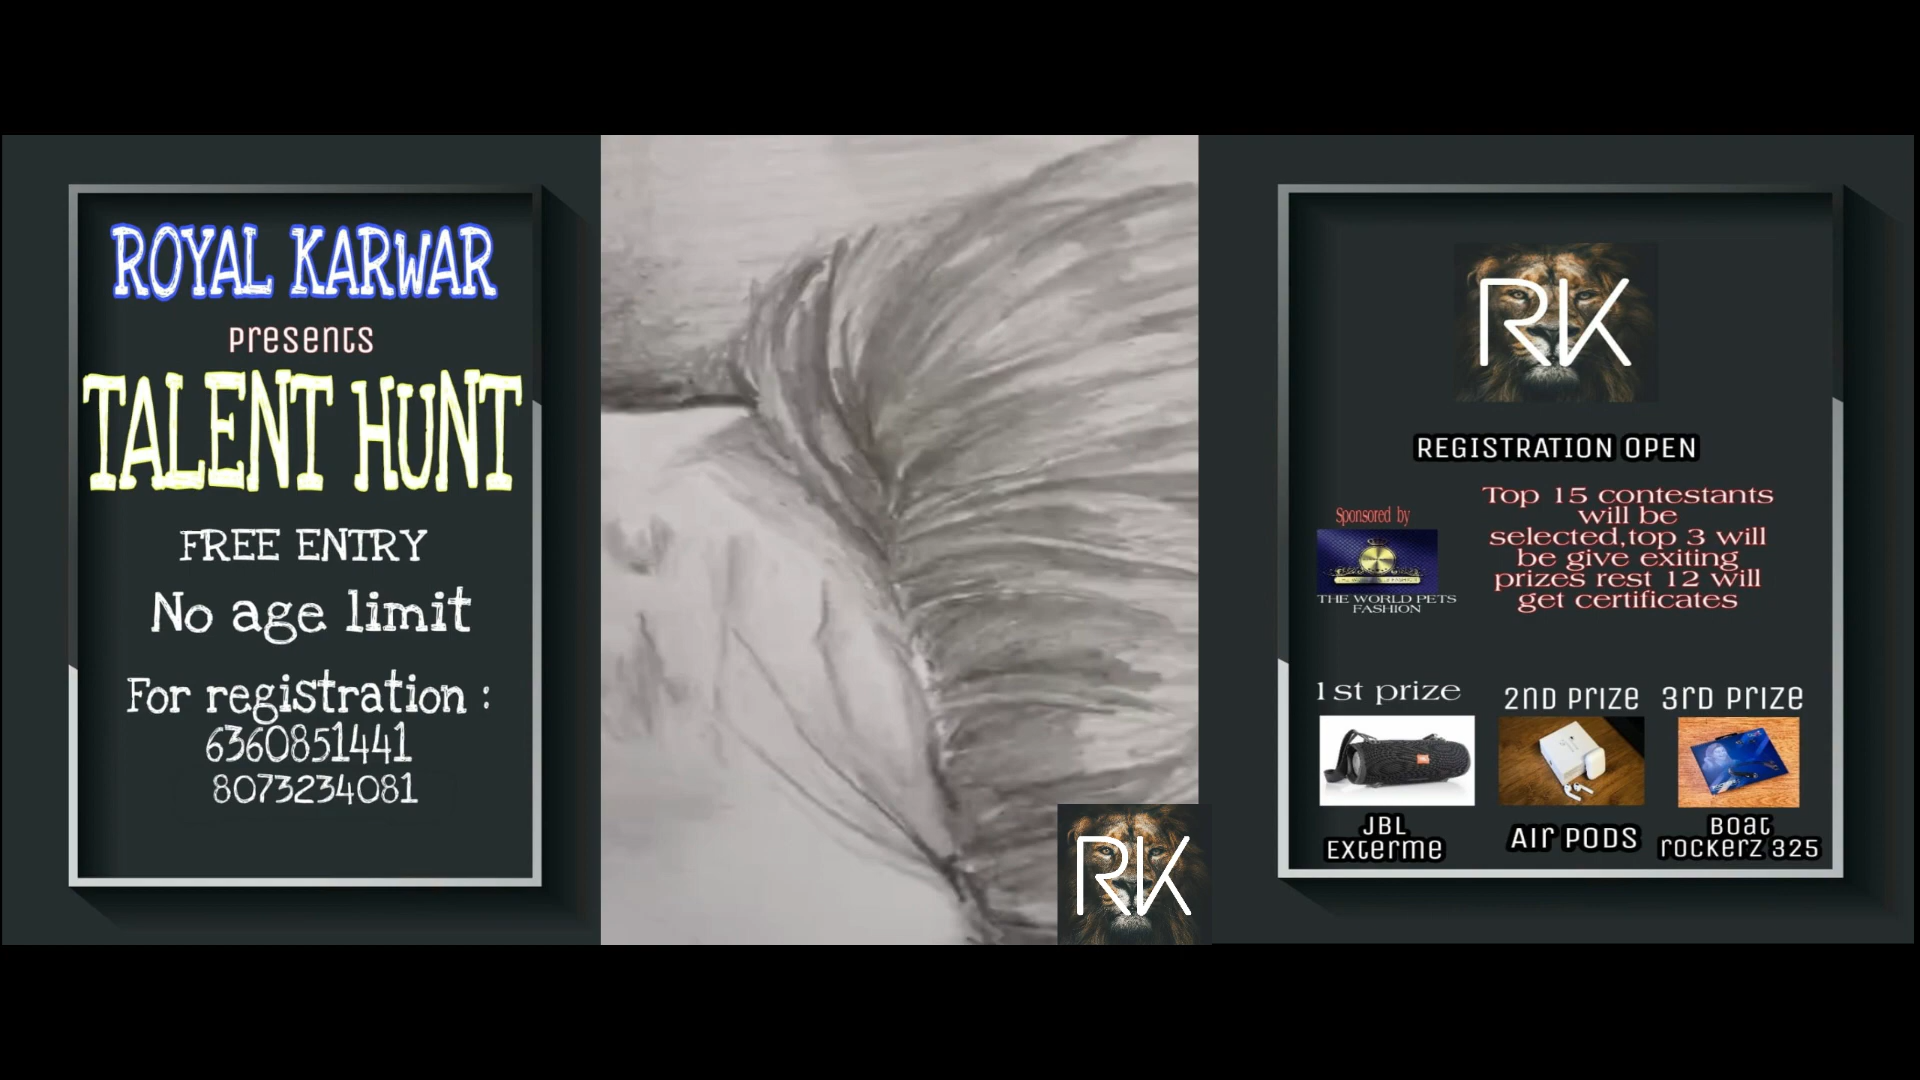 ROYAL KARWAR
Presents
TALENT HUNT
FREE ENTRY
No age limit
For registration :
6360851441
8073234081
RK
RK
REGISTRATION OPEN
Sponsored by
THE WORLD PETS
FASHION
Top 15 contestants
will be
selected,top 3 will
be give exiting
prizes rest 12 will
get certificates
1st prize
JBL
Exterme
2nd Prize
Air Pods
3rd Prize
Boat
rockerz 325